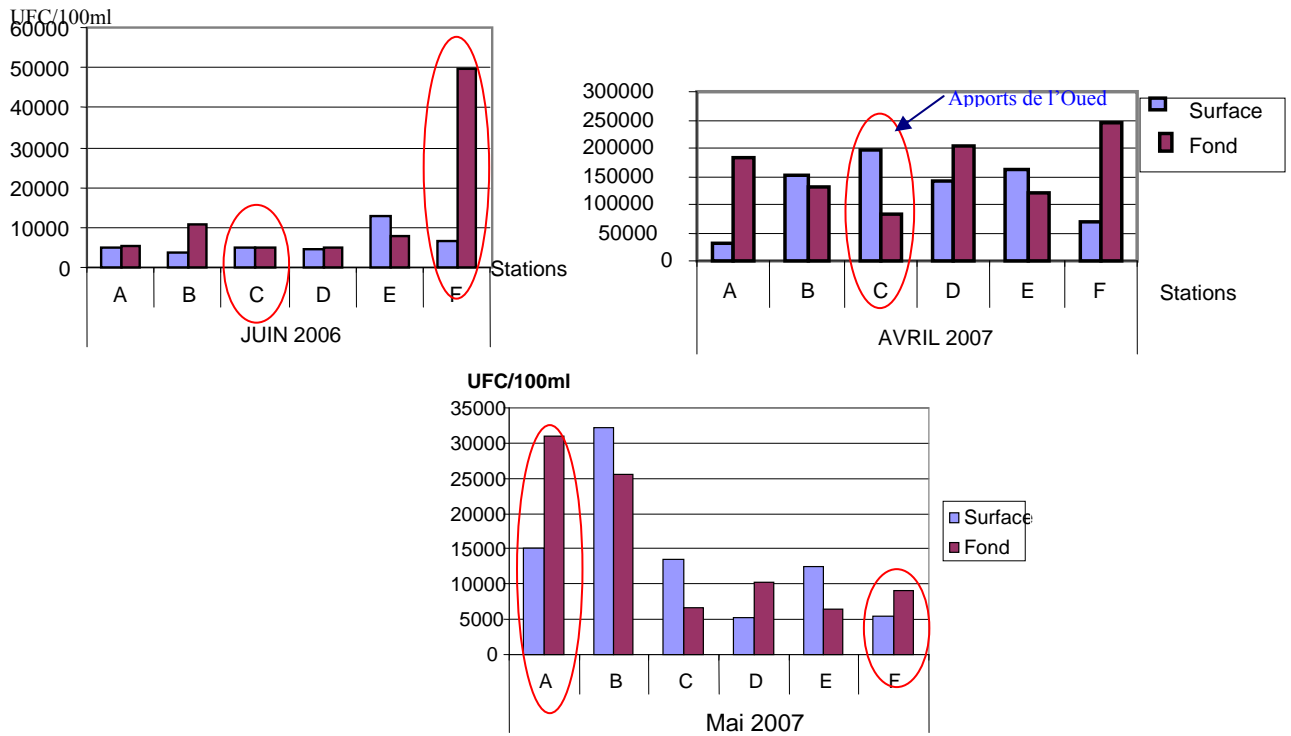 UFC/100ml
60000
50000
40000
30000
20000
10000
0
Stations
A B C D E F
JUIN 2006
300000
250000
200000
150000
100000
50000
0
Apports de l'Oued
Surface
Fond
A B C D E F
Stations
AVRIL 2007
UFC/100ml
35000
30000
25000
20000
15000
10000
5000
0
Surface
Fond
A B C D E F
Mai 2007